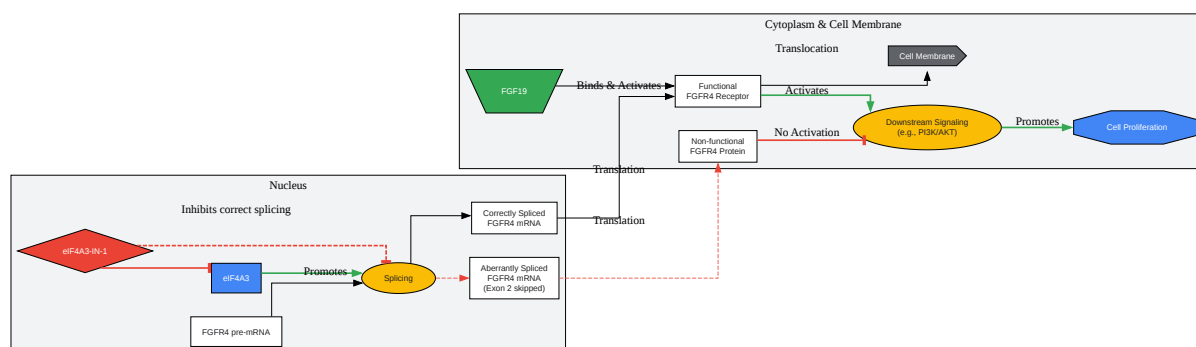 Cytoplasm & Cell Membrane
Translocation
Cell Membrane
FGF19
Binds & Activates
Functional
FGFR4 Receptor
Activates
Downstream Signaling
(e.g., PI3K/AKT)
Promotes
Cell Proliferation
No Activation
Non-functional
FGFR4 Protein
Translation
Nucleus
Inhibits correct splicing
Correctly Spliced
FGFR4 mRNA
Translation
eIF4A3-IN-1
eIF4A3
Promotes
Splicing
Aberrantly Spliced
FGFR4 mRNA
(Exon 2 skipped)
FGFR4 pre-mRNA